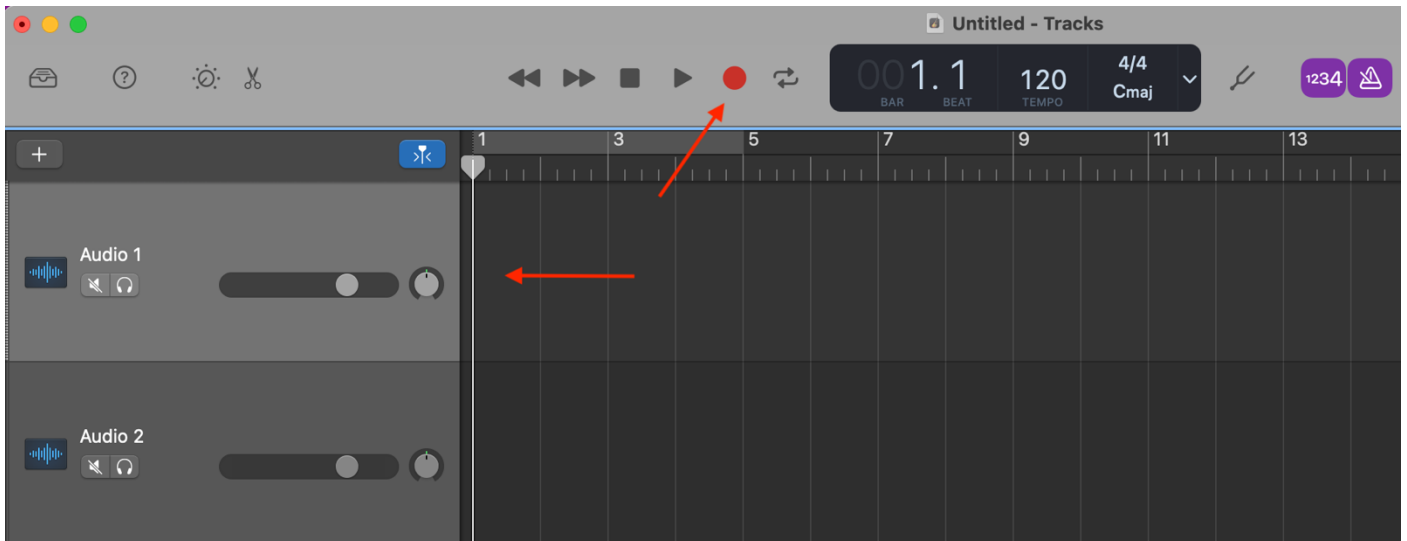 Untitled - Tracks
?
001. 1
BAR
BEAT
120
TEMPO
4/4
Cmaj
1234
1
3
5
7
9
11
13
Audio 1
Audio 2